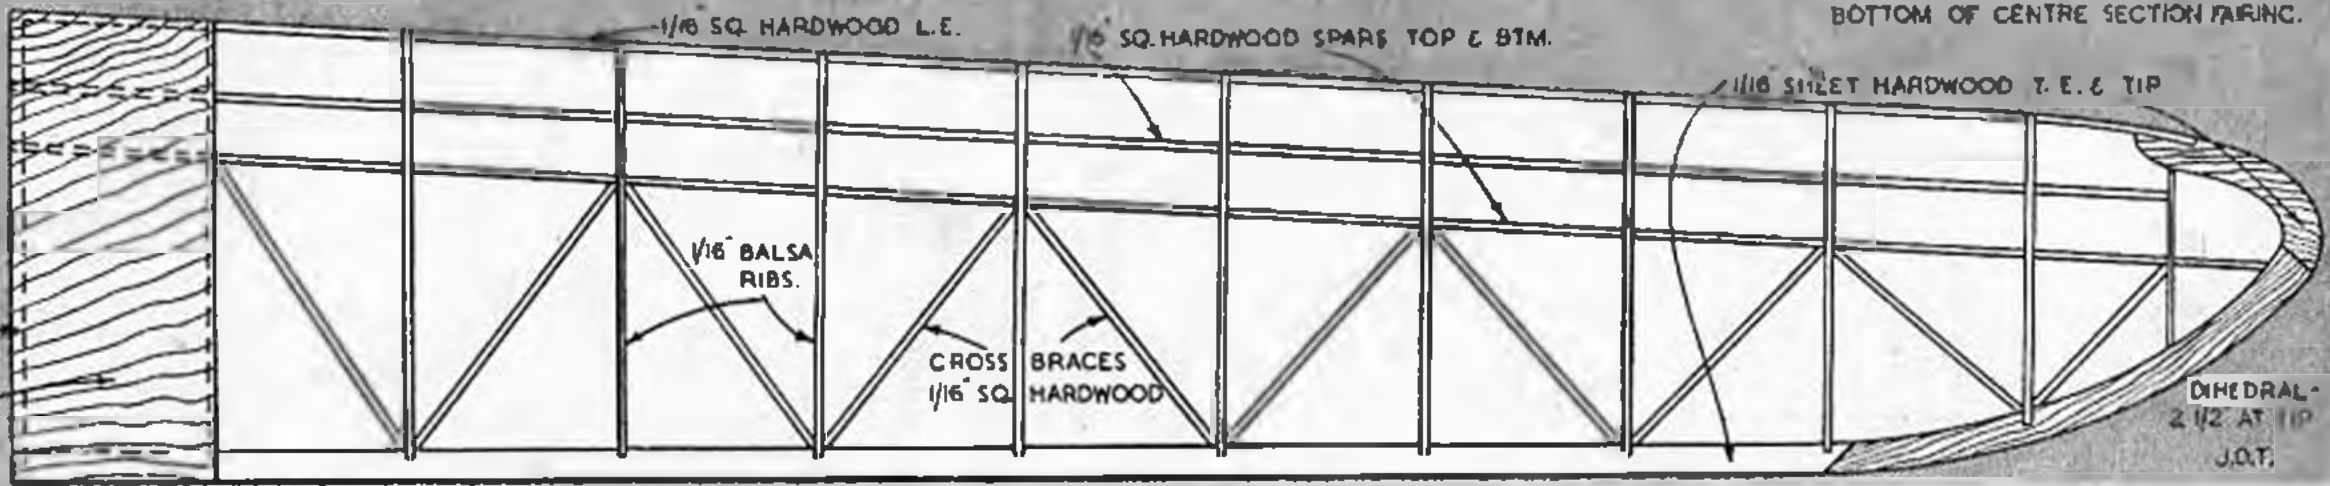 1/16 SQ. HARDWOOD L.E.
1/16" SQ. HARDWOOD SPARS TOP & BTM.
BOTTOM OF CENTRE SECTION FAIRING.
1/16" SHEET HARDWOOD T. E. & TIP
1/16" BALSA
RIBS.
CROSS BRACES
1/16" SQ. HARDWOOD
DIHEDRAL-
2 1/2" AT TIP
J.O.T.